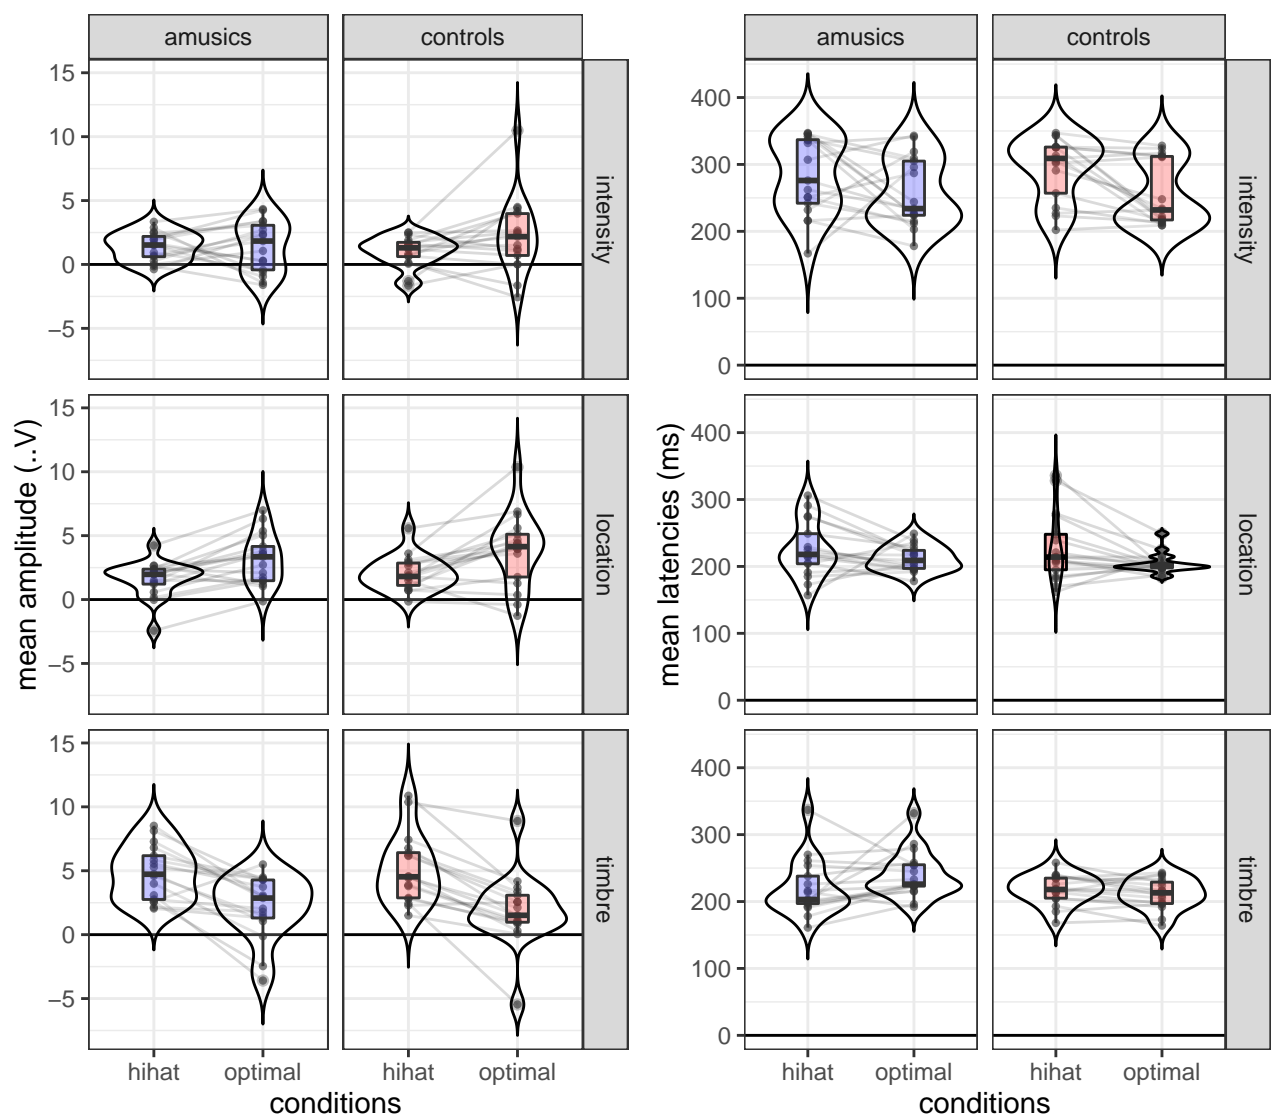 amusics controls
15
10
5
0
−5
intensity
15
10
5
0
−5
location
15
10
5
0
−5
timbre
hihat optimal hihat optimal
conditions
mean amplitude (..V)
amusics controls
400
300
200
100
0
intensity
400
300
200
100
0
location
400
300
200
100
0
timbre
hihat optimal hihat optimal
conditions
mean latencies (ms)